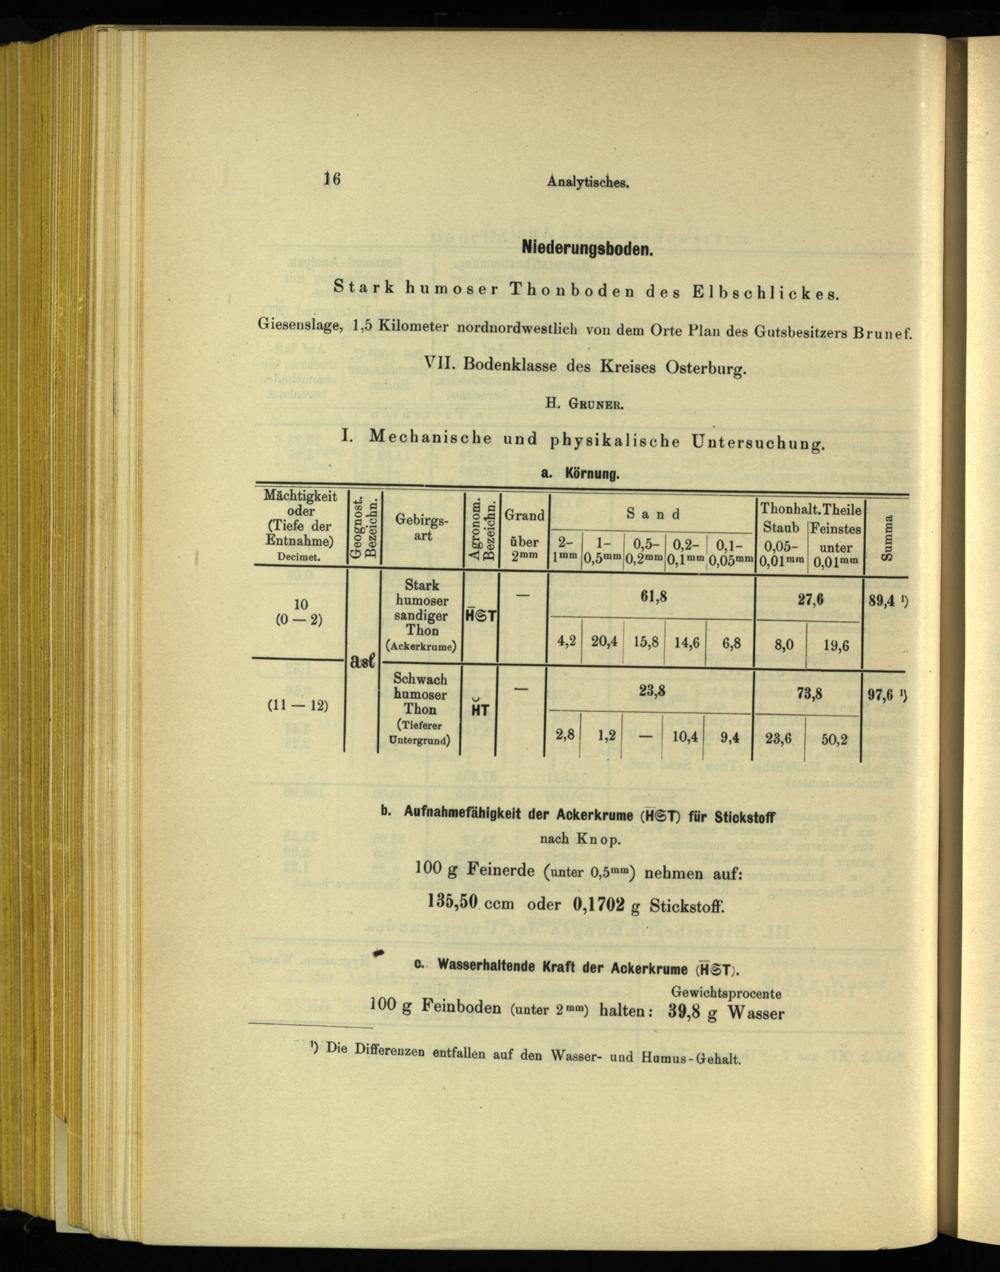 16 Analytisches.
Niederungsboden.
Stark humoser Thonboden des Elbschlickes.
Giesenslage, 1,5 Kilometer nordnordwestlich von dem Orte Plan des Gutsbesitzers Brunef.
VII. Bodenklasse des Kreises Osterburg.
H. GRUNER.
I. Mechanische und physikalische Untersuchung.
a. Körnung.
Mächtigkeit oder (Tiefe der Entnahme) Decimet. | Geognost. Bezeichn. | Gebirgs-art | Agronom. Bezeichn. | Grand über 2mm | Sand | Thonhalt. Theile | Summa
2-1mm | 1-0,5mm | 0,5-0,2mm | 0,2-0,1mm | 0,1-0,05mm | Staub 0,05-0,01mm | Feinstes unter 0,01mm
10 (0 — 2) | asl | Stark humoser sandiger Thon (Ackerkrume) | H̄ST | — | 61,8 | 27,6 | 89,4 ¹)
4,2 | 20,4 | 15,8 | 14,6 | 6,8 | 8,0 | 19,6
(11 — 12) | Schwach humoser Thon (Tieferer Untergrund) | H̆T | — | 23,8 | 73,8 | 97,6 ¹)
2,8 | 1,2 | — | 10,4 | 9,4 | 23,6 | 50,2
b. Aufnahmefähigkeit der Ackerkrume (H̄ST) für Stickstoff
nach Knop.
100 g Feinerde (unter 0,5mm) nehmen auf:
135,50 ccm oder 0,1702 g Stickstoff.
c. Wasserhaltende Kraft der Ackerkrume (H̄ST).
Gewichtsprocente
100 g Feinboden (unter 2mm) halten: 39,8 g Wasser
¹) Die Differenzen entfallen auf den Wasser- und Humus-Gehalt.